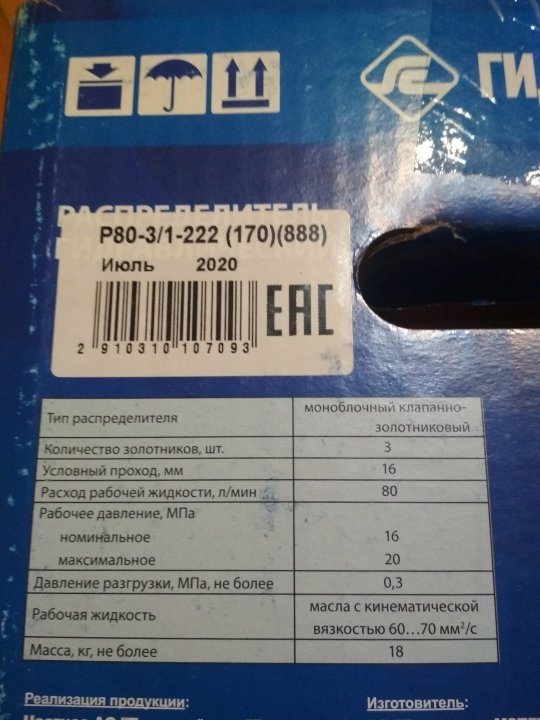 ГИ
РАСПРЕДЕЛИТЕЛЬ
P80-3/1-222 (170)(888)
Июль 2020
EAC
2 910310 107093
Тип распределителя моноблочный клапанно-
золотниковый
Количество золотников, шт. 3
Условный проход, мм 16
Расход рабочей жидкости, л/мин 80
Рабочее давление, МПа
номинальное 16
максимальное 20
Давление разгрузки, МПа, не более 0,3
Рабочая жидкость масла с кинематической
вязкостью 60...70 мм²/с
Масса, кг, не более 18
Реализация продукции: Изготовитель: